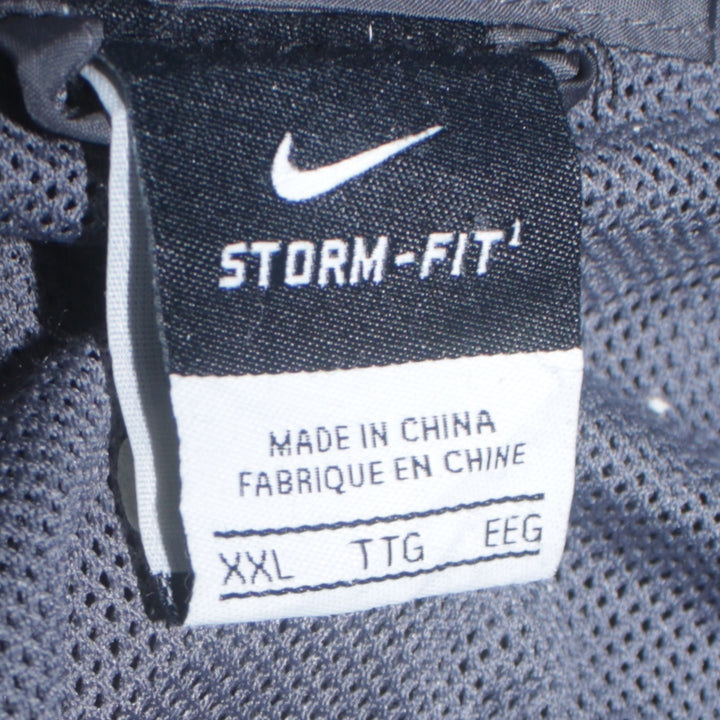 STORM-FIT¹
MADE IN CHINA
FABRIQUE EN CHINE
XXL TTG EEG